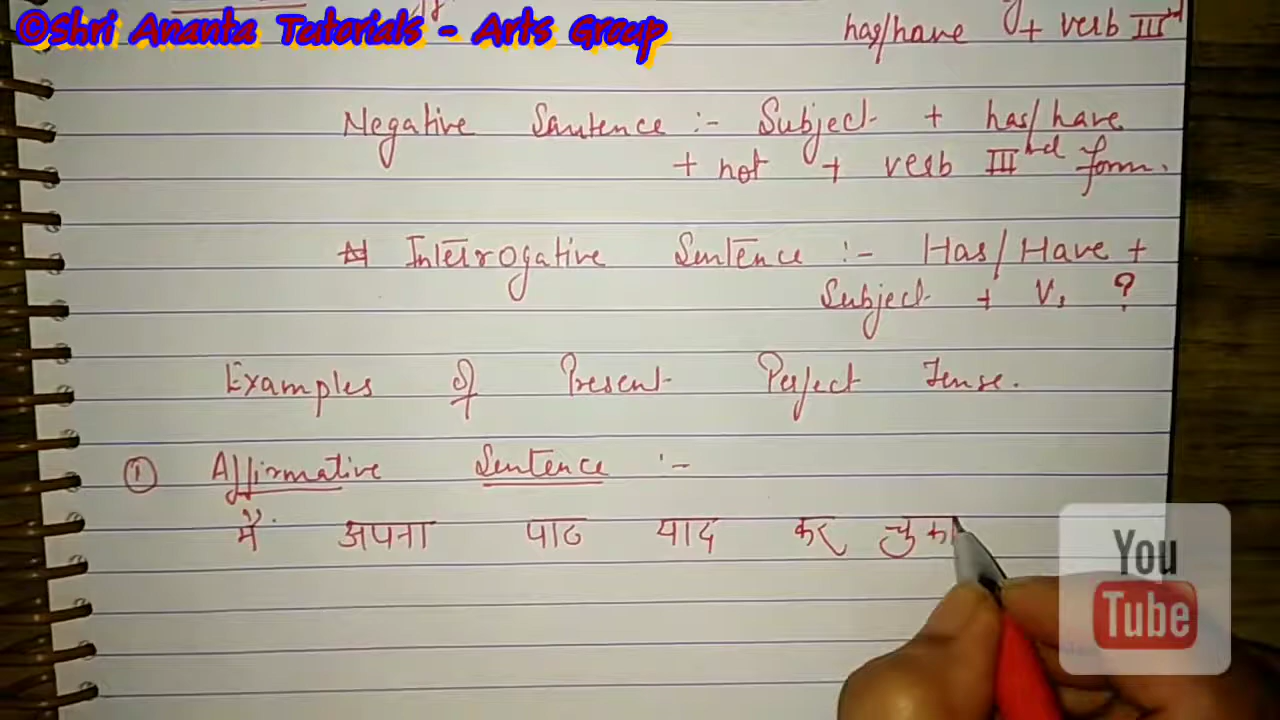 ©Shri Ananta Tutorials - Arts Group
has/have + verb III
Negative Sentence :- Subject + has/have
+ not + verb IIIrd form.
Interrogative Sentence :- Has/Have +
Subject + V₃ ?
Examples of Present Perfect Tense.
① Affirmative Sentence :-
मैं अपना पाठ याद कर चुका
You
Tube